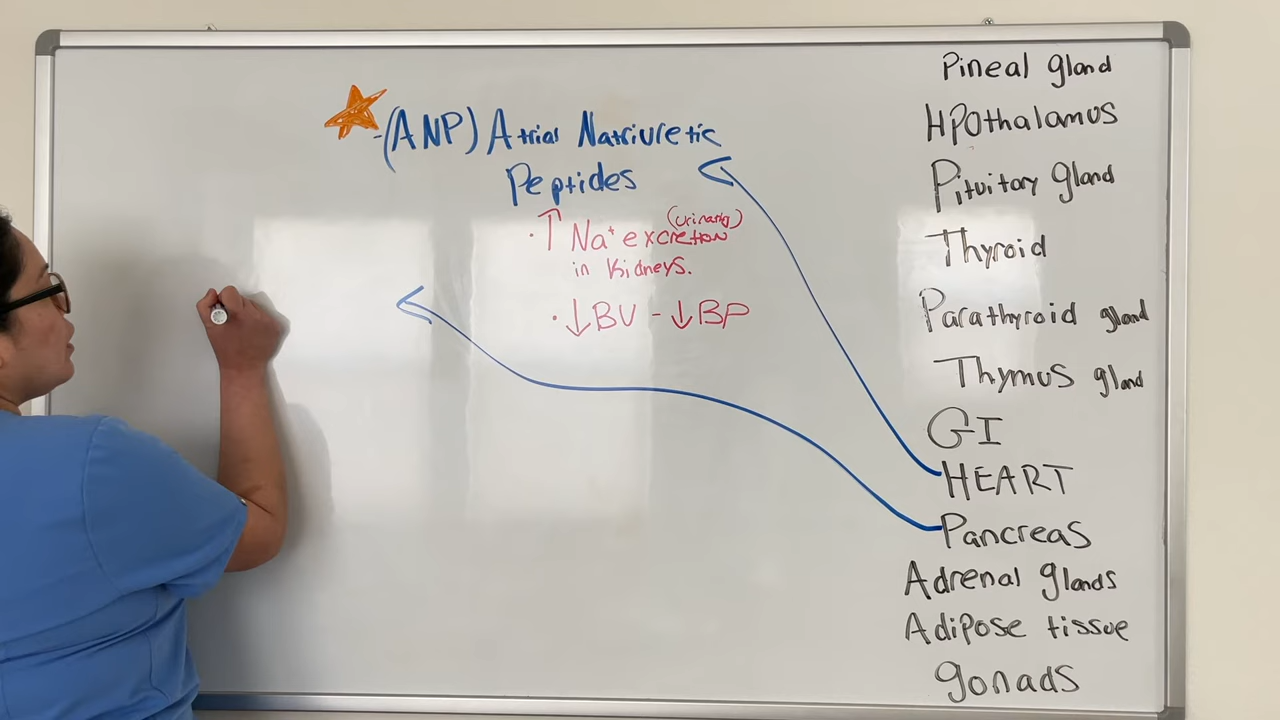 -(ANP) Atrial Natriuretic
Peptides
· ↑ Na+ excretion (urinary)
in Kidneys.
· ↓ BV - ↓ BP
Pineal gland
HPOthalamus
Pituitary gland
Thyroid
Parathyroid gland
Thymus gland
GI
HEART
Pancreas
Adrenal glands
Adipose tissue
gonads